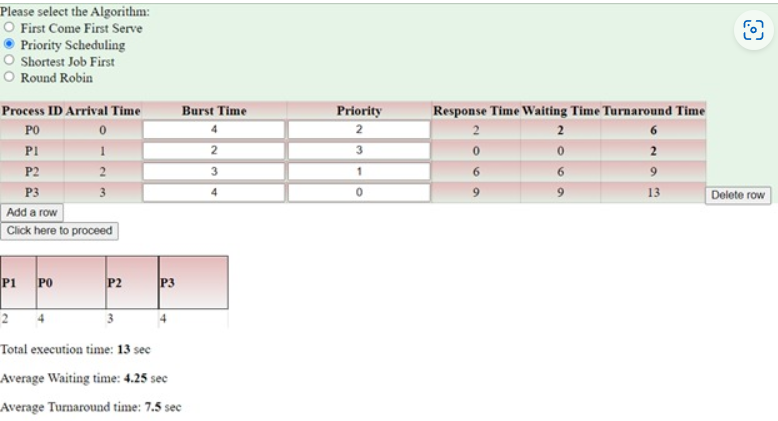 Please select the Algorithm:
First Come First Serve
Priority Scheduling
Shortest Job First
Round Robin
Process ID Arrival Time Burst Time Priority Response Time Waiting Time Turnaround Time
P0 0 4 2 2 2 6
P1 1 2 3 0 0 2
P2 2 3 1 6 6 9
P3 3 4 0 9 9 13 Delete row
Add a row
Click here to proceed
P1 P0 P2 P3
2 4 3 4
Total execution time: 13 sec
Average Waiting time: 4.25 sec
Average Turnaround time: 7.5 sec